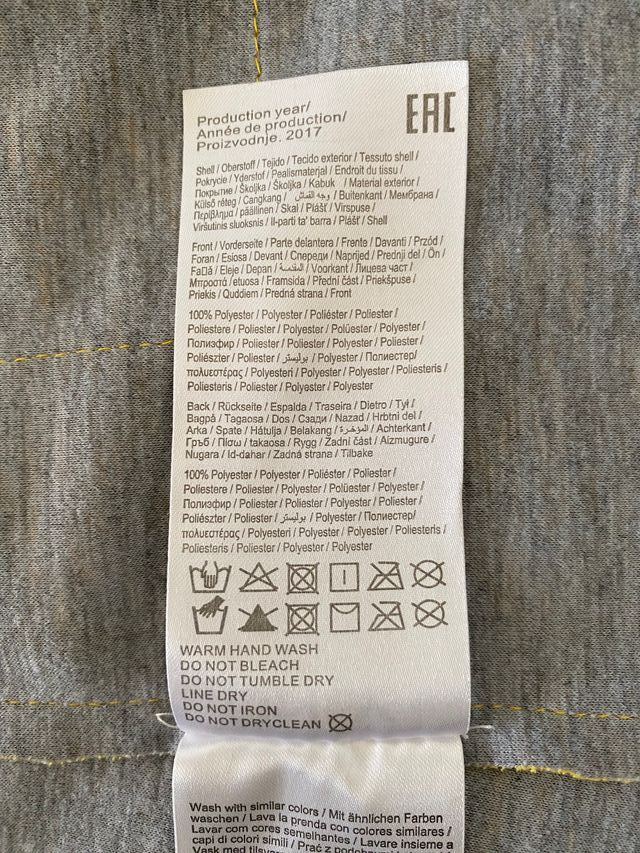 Production year/
Année de production/
Proizvodnje. 2017
EAC
Shell / Oberstoff / Tejido / Tecido exterior / Tessuto shell /
Pokrycie / Yderstof / Pealismaterjal / Endroit du tissu /
Покрытие / Školjka / Školjka / Kabuk / Material exterior /
Külső réteg / Cangkang / وجه القماش / Buitenkant / Мембрана /
Περίβλημα / päällinen / Skal / Plášť / Virspuse /
Viršutinis sluoksnis / Il-parti ta' barra / Plášť / Shell
Front / Vorderseite / Parte delantera / Frente / Davanti / Przód /
Foran / Esiosa / Devant / Спереди / Naprijed / Prednji del / Ön /
Fa / Eleje / Depan / المقدمة / Voorkant / Лицева част /
Μπροστά / etuosa / Framsida / Přední část / Priekšpuse /
Priekis / Quddiem / Predná strana / Front
100% Polyester / Polyester / Poliéster / Poliester /
Poliestere / Poliester / Polyester / Polüester / Polyester /
Полиэфир / Poliester / Poliester / Polyester / Poliester /
Poliészter / Poliester / بوليستر / Polyester / Полиестер/
πολυεστέρας / Polyesteri / Polyester / Polyester / Poliesteris /
Poliesteris / Poliester / Polyester / Polyester
Back / Rückseite / Espalda / Traseira / Dietro / Tył /
Bagpå / Tagaosa / Dos / Сзади / Nazad / Hrbtni del /
Arka / Spate / Hátulja / Belakang / المؤخرة / Achterkant /
Гръб / Πίσω / takaosa / Rygg / Zadní část / Aizmugure /
Nugara / Id-dahar / Zadná strana / Tilbake
100% Polyester / Polyester / Poliéster / Poliester /
Poliestere / Poliester / Polyester / Polüester / Polyester /
Полиэфир / Poliester / Poliester / Polyester / Poliester /
Poliészter / Poliester / بوليستر / Polyester / Полиестер/
πολυεστέρας / Polyesteri / Polyester / Polyester / Poliesteris /
Poliesteris / Poliester / Polyester / Polyester
WARM HAND WASH
DO NOT BLEACH
DO NOT TUMBLE DRY
LINE DRY
DO NOT IRON
DO NOT DRYCLEAN
Wash with similar colors / Mit ähnlichen Farben
waschen / Lava la prenda con colores similares /
Lavar com cores semelhantes / Lavare insieme a
capi di colori simili / Prać z
Vask med